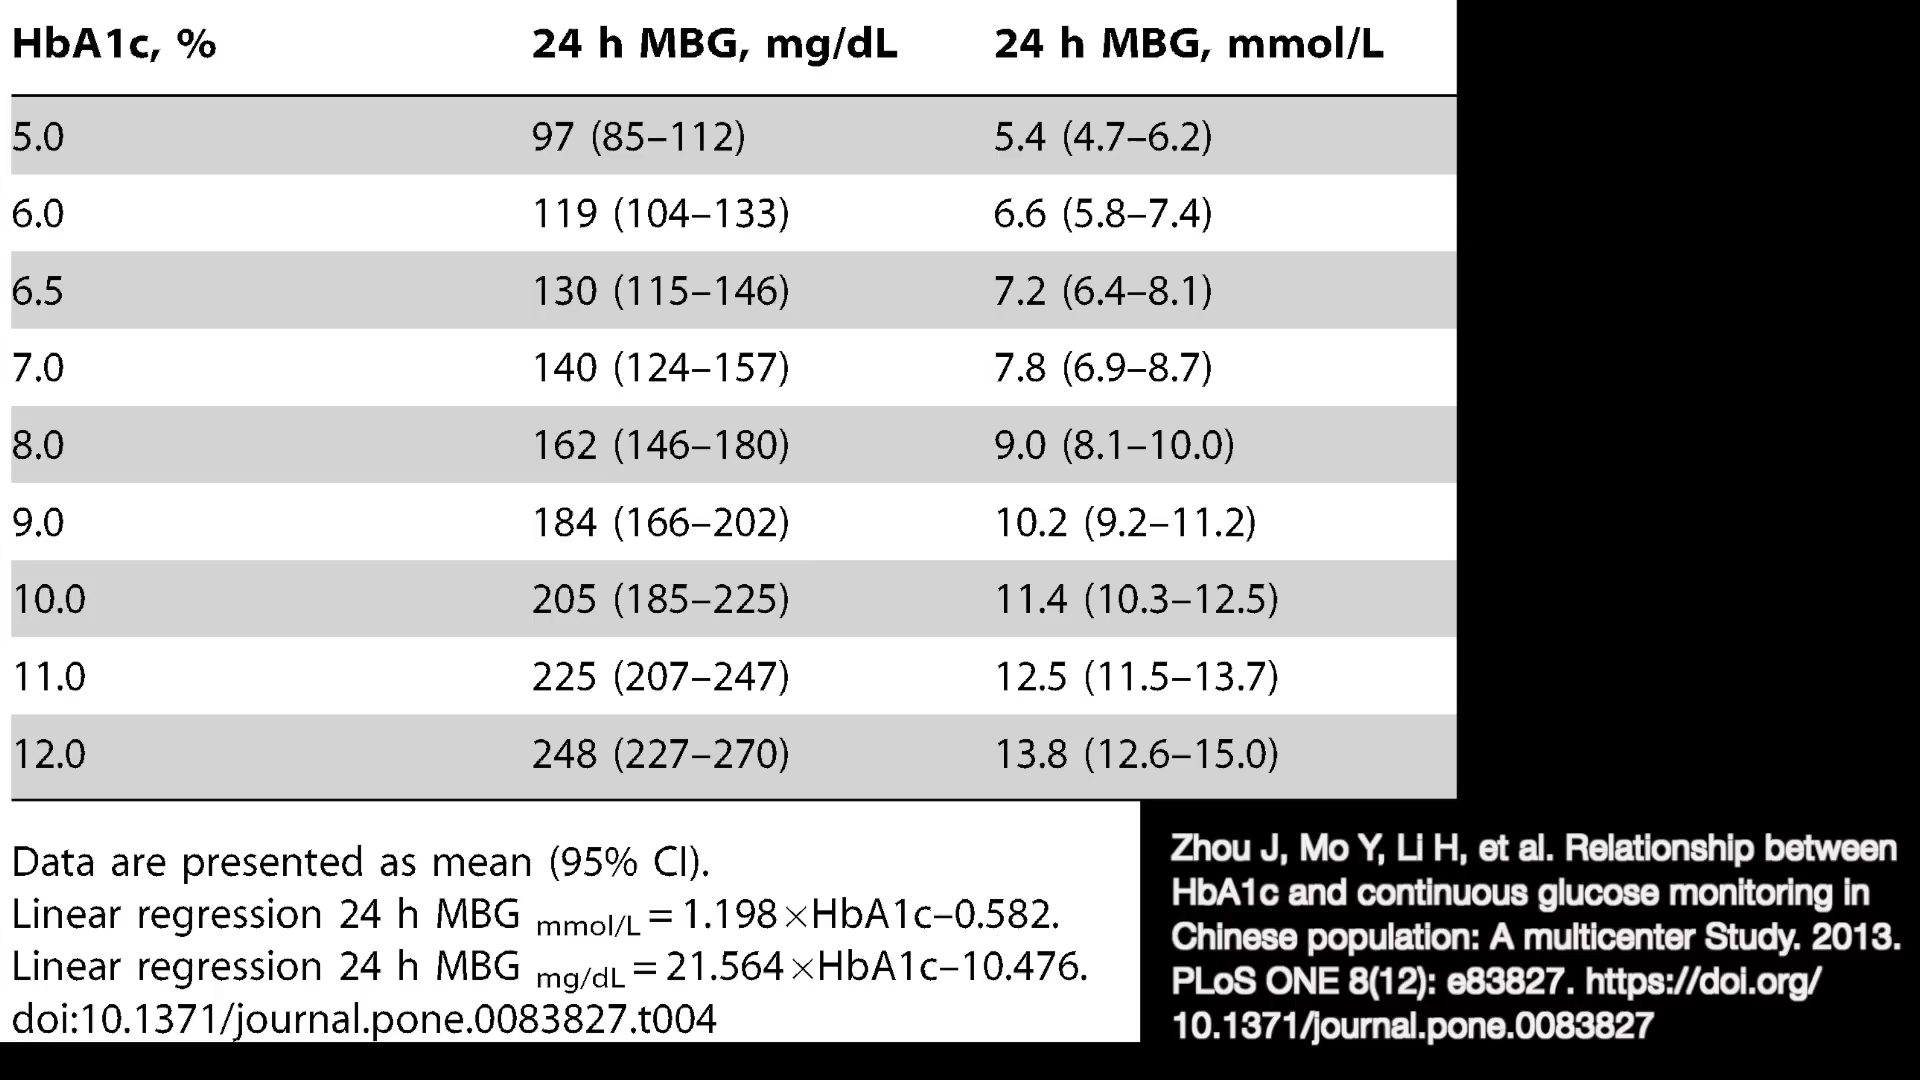 HbA1c, % 24 h MBG, mg/dL 24 h MBG, mmol/L
5.0 97 (85–112) 5.4 (4.7–6.2)
6.0 119 (104–133) 6.6 (5.8–7.4)
6.5 130 (115–146) 7.2 (6.4–8.1)
7.0 140 (124–157) 7.8 (6.9–8.7)
8.0 162 (146–180) 9.0 (8.1–10.0)
9.0 184 (166–202) 10.2 (9.2–11.2)
10.0 205 (185–225) 11.4 (10.3–12.5)
11.0 225 (207–247) 12.5 (11.5–13.7)
12.0 248 (227–270) 13.8 (12.6–15.0)
Data are presented as mean (95% CI).
Linear regression 24 h MBG mmol/L = 1.198 ×HbA1c–0.582.
Linear regression 24 h MBG mg/dL = 21.564 ×HbA1c–10.476.
doi:10.1371/journal.pone.0083827.t004
Zhou J, Mo Y, Li H, et al. Relationship between
HbA1c and continuous glucose monitoring in
Chinese population: A multicenter Study. 2013.
PLoS ONE 8(12): e83827. https://doi.org/
10.1371/journal.pone.0083827